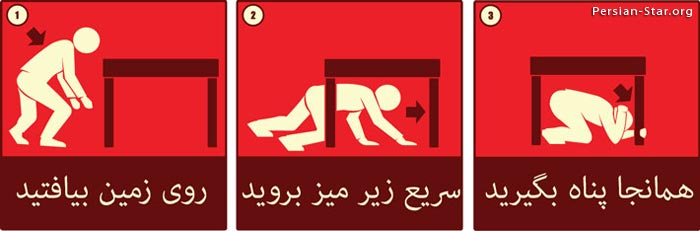 1
2
3
Persian-Star.org
روی زمین بیافتید
سریع زیر میز بروید
همانجا پناه بگیرید